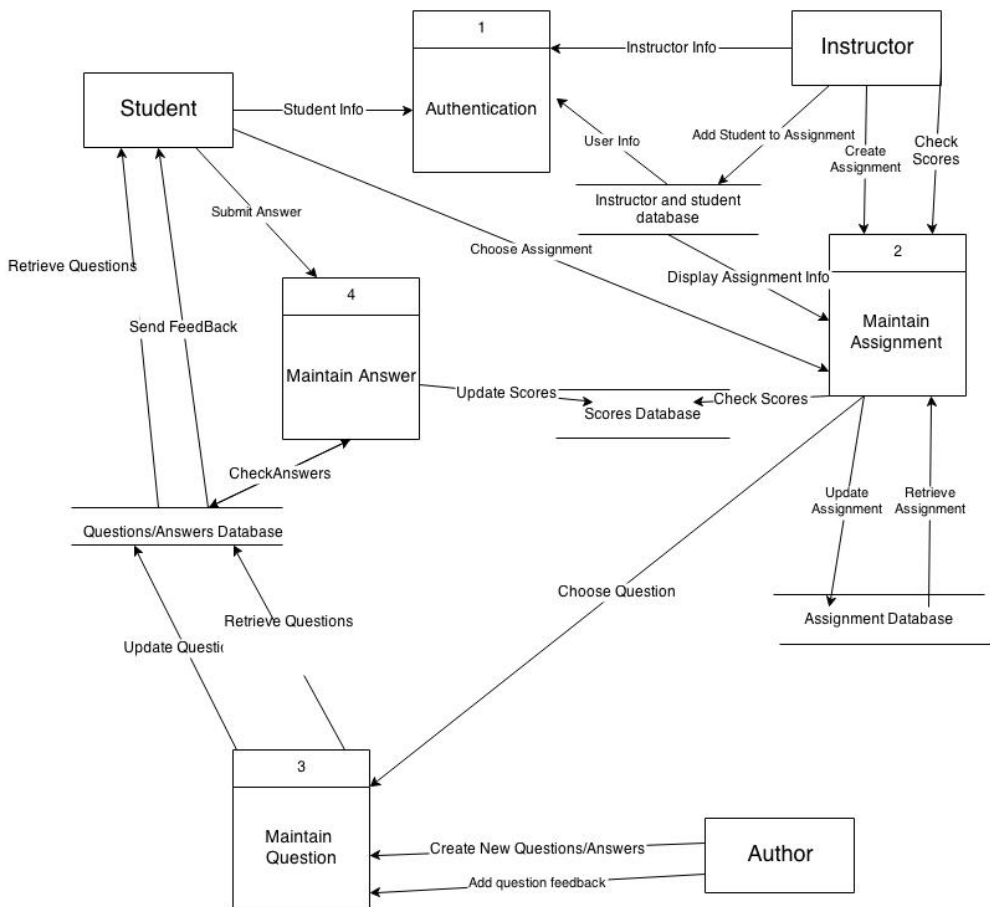 1
Instructor Info
Instructor
Student
Student Info
Authentication
User Info
Add Student to Assignment
Create
Assignment
Check
Scores
Instructor and student
database
Submit Answer
Choose Assignment
2
Retrieve Questions
Display Assignment Info
4
Send FeedBack
Maintain
Assignment
Maintain Answer
Update Scores
Scores Database
Check Scores
CheckAnswers
Update
Assignment
Retrieve
Assignment
Questions/Answers Database
Choose Question
Retrieve Questions
Assignment Database
Update Questi
3
Maintain
Question
Create New Questions/Answers
Author
Add question feedback